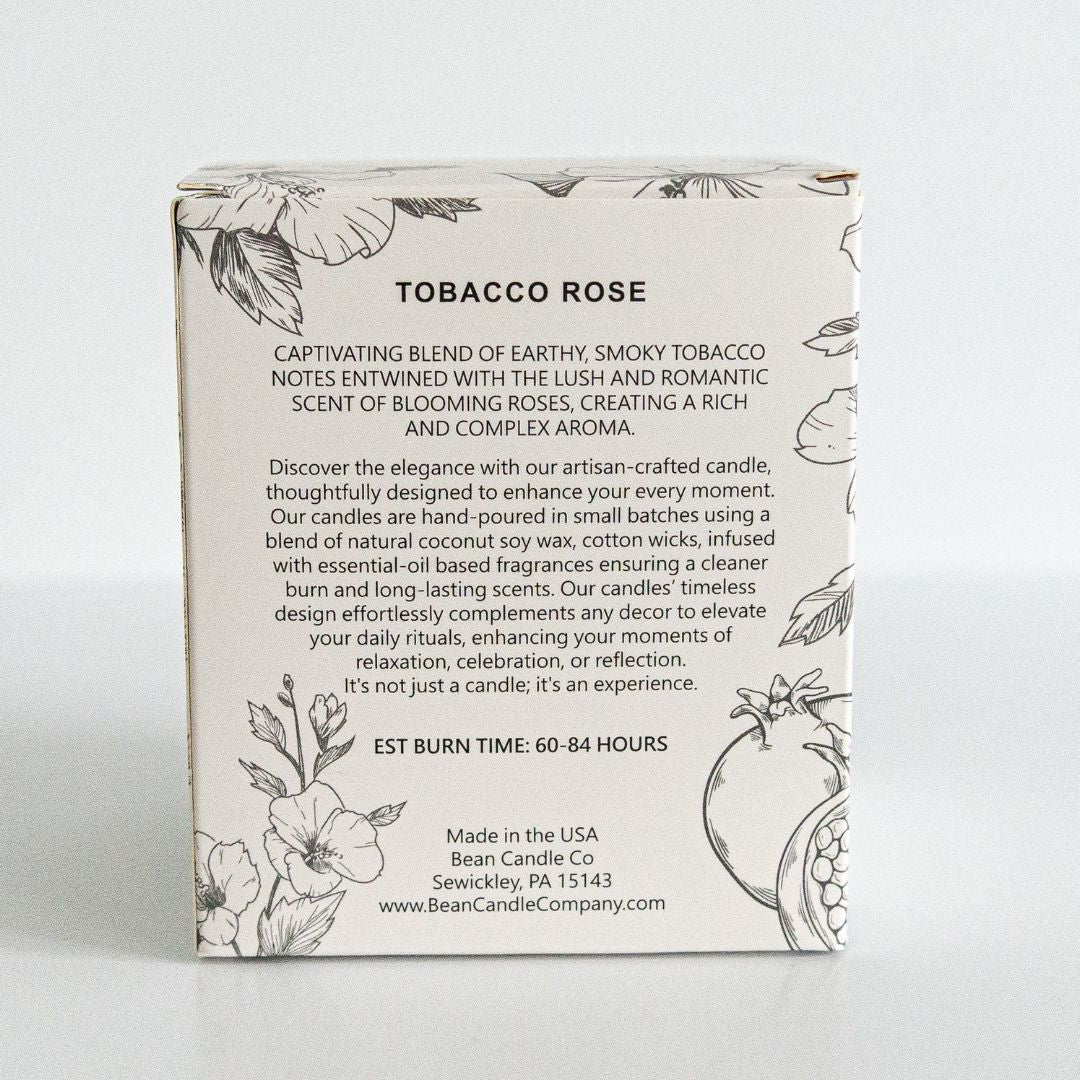 TOBACCO ROSE
CAPTIVATING BLEND OF EARTHY, SMOKY TOBACCO
NOTES ENTWINED WITH THE LUSH AND ROMANTIC
SCENT OF BLOOMING ROSES, CREATING A RICH
AND COMPLEX AROMA.
Discover the elegance with our artisan-crafted candle,
thoughtfully designed to enhance your every moment.
Our candles are hand-poured in small batches using a
blend of natural coconut soy wax, cotton wicks, infused
with essential-oil based fragrances ensuring a cleaner
burn and long-lasting scents. Our candles' timeless
design effortlessly complements any decor to elevate
your daily rituals, enhancing your moments of
relaxation, celebration, or reflection.
It's not just a candle; it's an experience.
EST BURN TIME: 60-84 HOURS
Made in the USA
Bean Candle Co
Sewickley, PA 15143
www.BeanCandleCompany.com